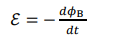 ℰ = − dϕ_B / dt